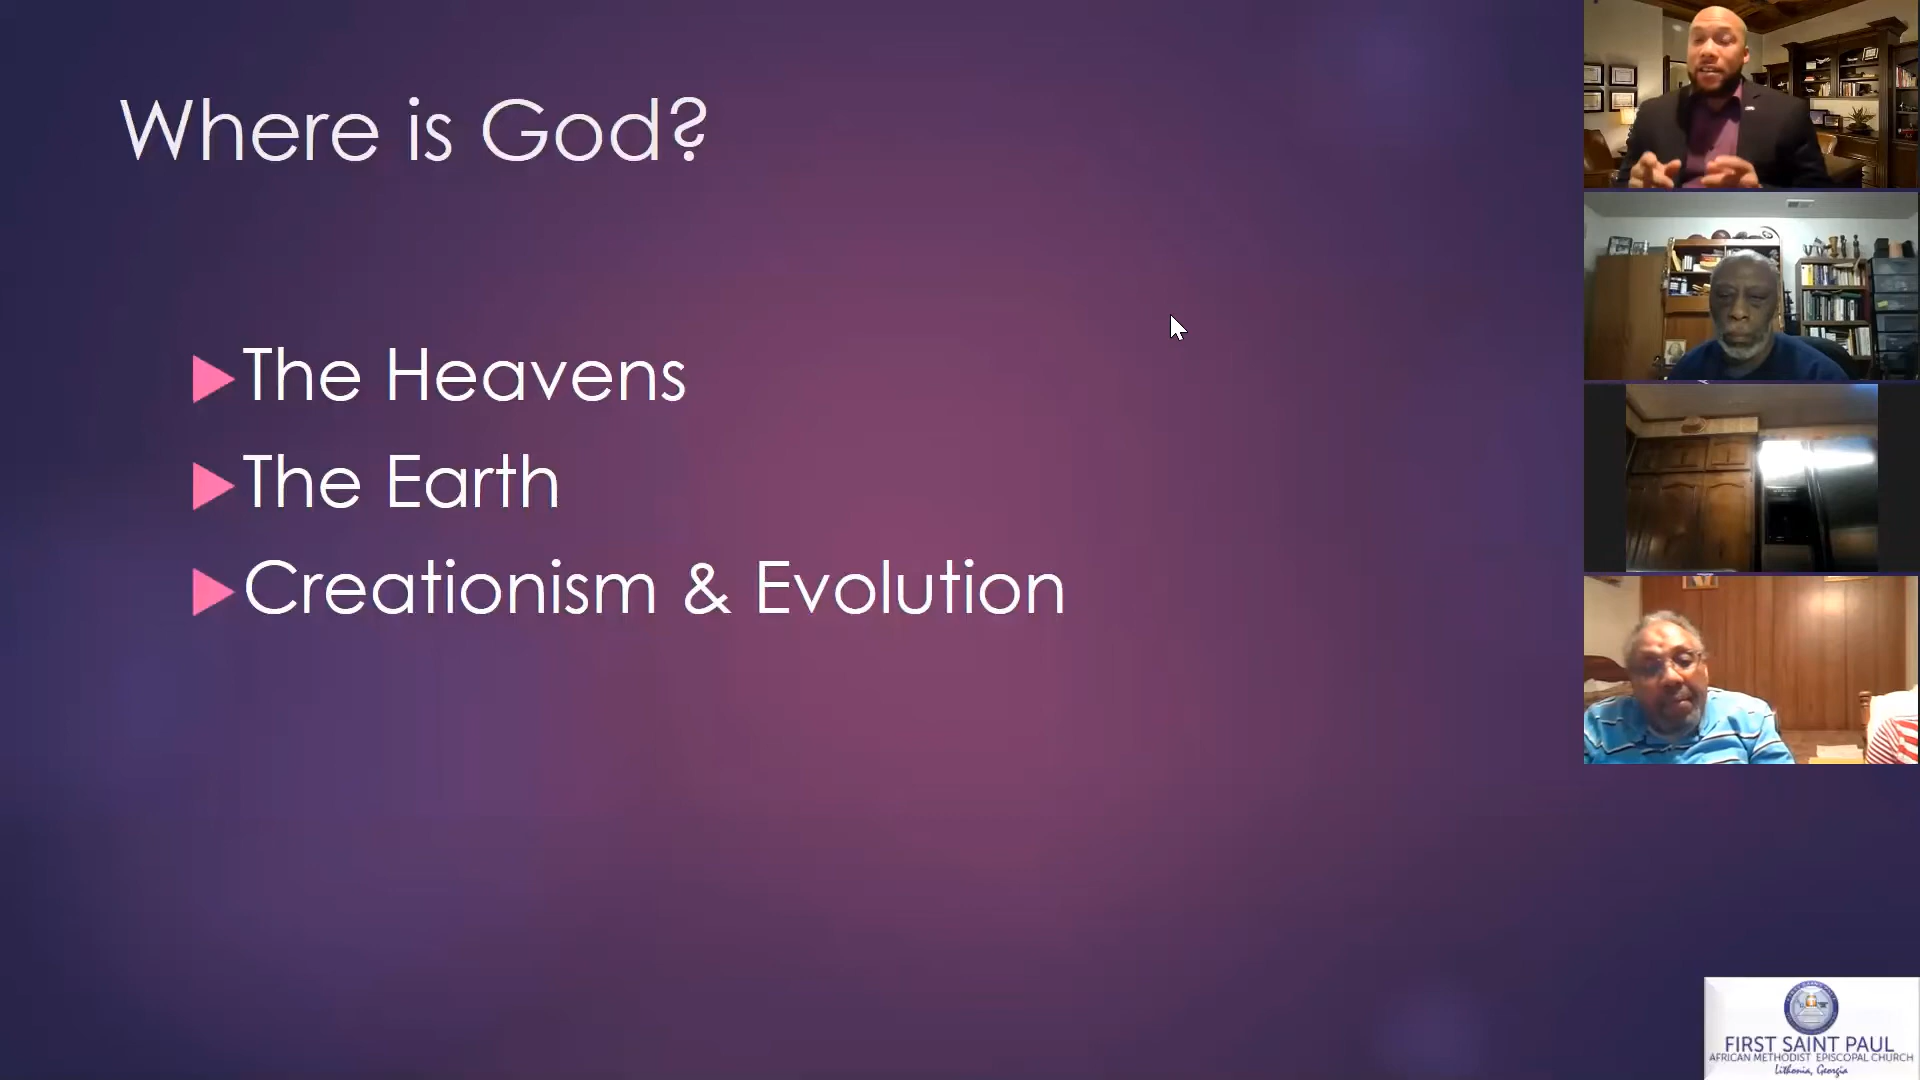 Where is God?
The Heavens
The Earth
Creationism & Evolution
FIRST SAINT PAUL
AFRICAN METHODIST EPISCOPAL CHURCH
Lithonia, Georgia